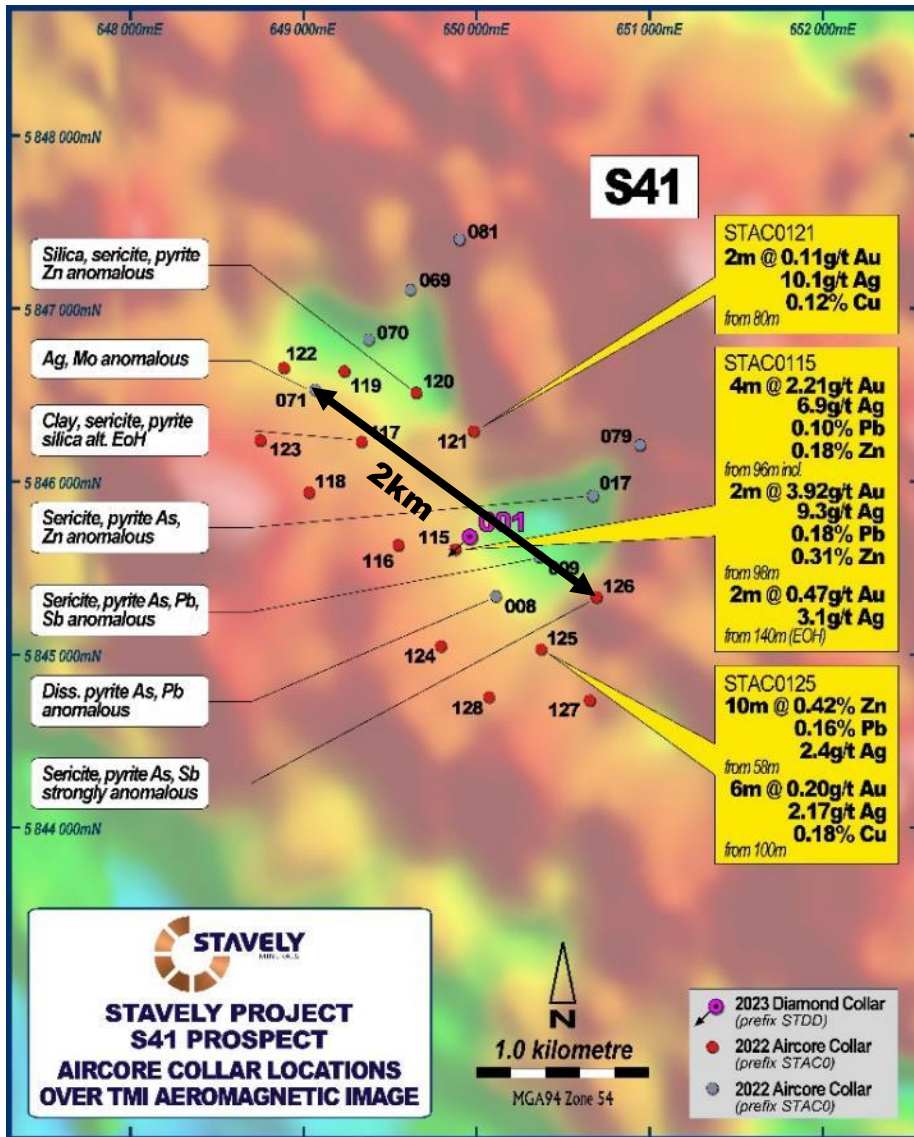 648 000mE
649 000mE
650 000mE
651 000mE
652 000mE
5 848 000mN
5 847 000mN
5 846 000mN
5 845 000mN
5 844 000mN
S41
Silica, sericite, pyrite
Zn anomalous
Ag, Mo anomalous
Clay, sericite, pyrite
silica alt. EoH
Sericite, pyrite As,
Zn anomalous
Sericite, pyrite As, Pb,
Sb anomalous
Diss. pyrite As, Pb
anomalous
Sericite, pyrite As, Sb
strongly anomalous
081
069
070
122
119
120
071
117
121
123
079
118
017
2km
001
115
116
009
126
008
125
124
128
127
STAC0121
2m @ 0.11g/t Au
10.1g/t Ag
0.12% Cu
from 80m
STAC0115
4m @ 2.21g/t Au
6.9g/t Ag
0.10% Pb
0.18% Zn
from 96m incl.
2m @ 3.92g/t Au
9.3g/t Ag
0.18% Pb
0.31% Zn
from 98m
2m @ 0.47g/t Au
3.1g/t Ag
from 140m (EOH)
STAC0125
10m @ 0.42% Zn
0.16% Pb
2.4g/t Ag
from 58m
6m @ 0.20g/t Au
2.17g/t Ag
0.18% Cu
from 100m
STAVELY
MINERALS
STAVELY PROJECT
S41 PROSPECT
AIRCORE COLLAR LOCATIONS
OVER TMI AEROMAGNETIC IMAGE
N
1.0 kilometre
MGA94 Zone 54
2023 Diamond Collar
(prefix STDD)
2022 Aircore Collar
(prefix STAC0)
2022 Aircore Collar
(prefix STAC0)